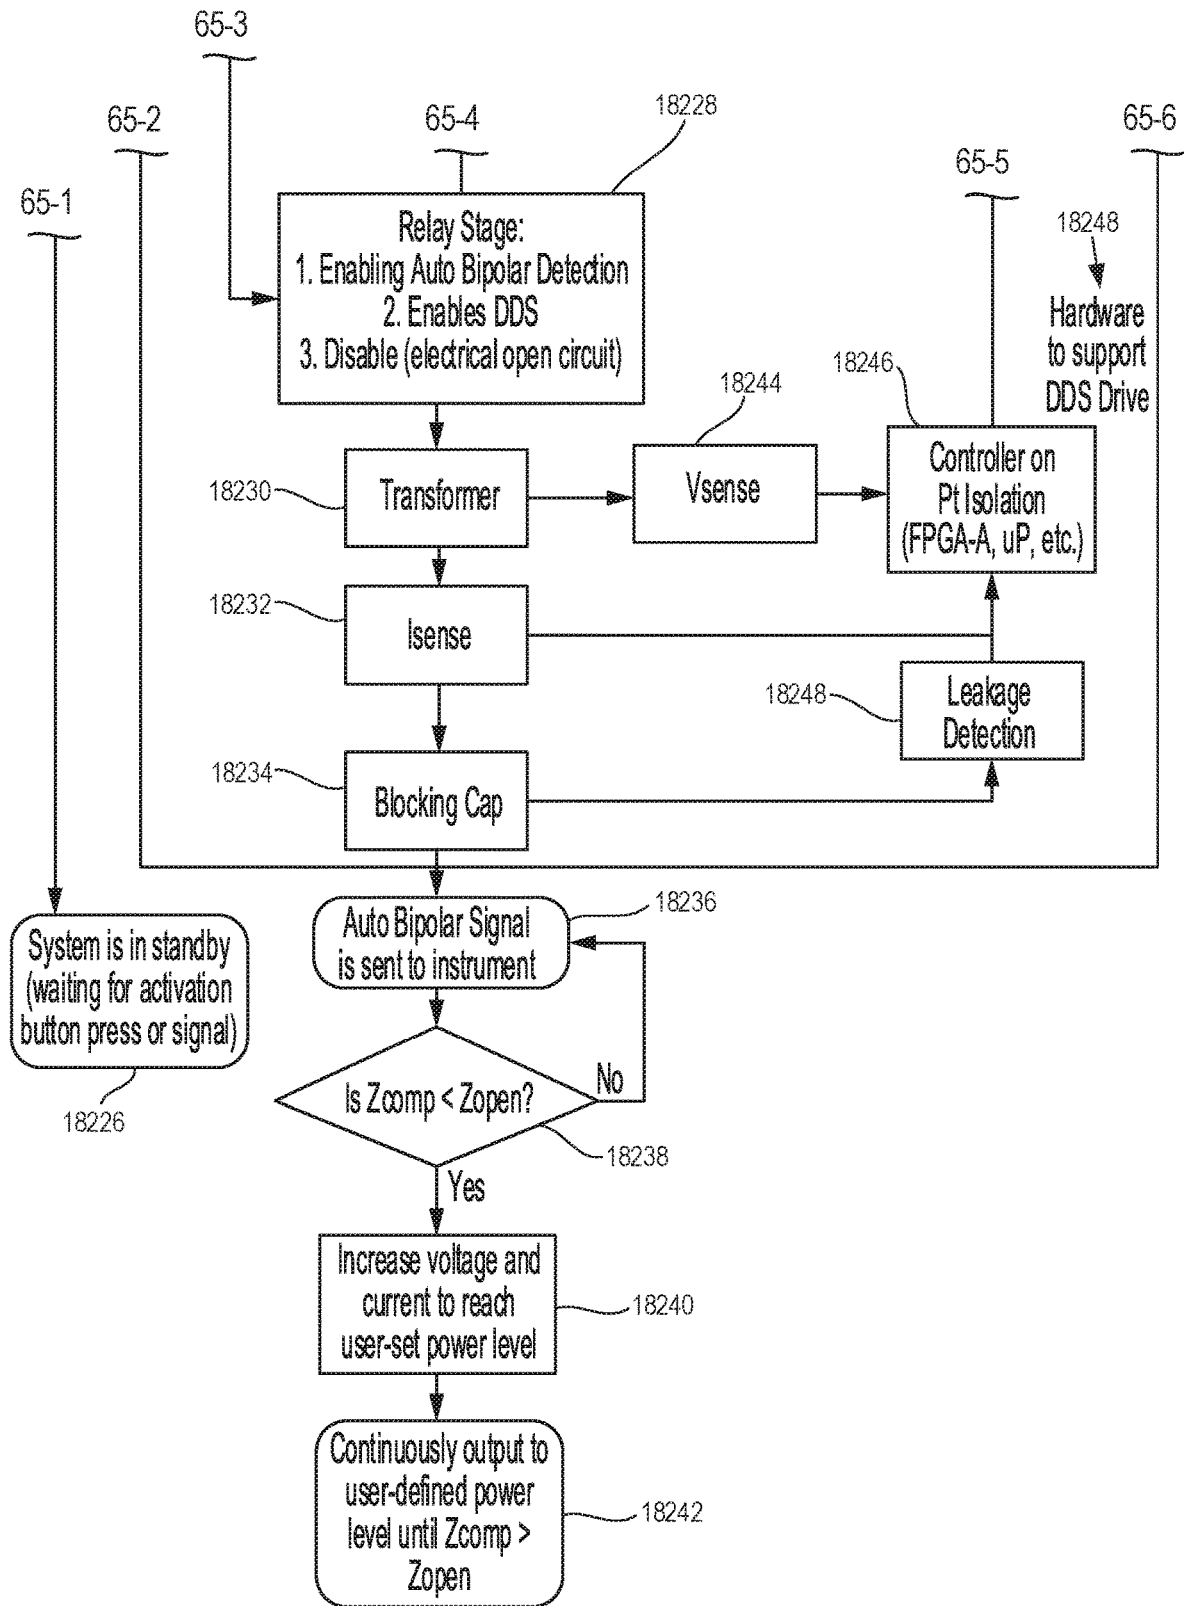 65-3
65-2
65-4
18228
65-6
65-5
65-1
18248
Relay Stage:
1. Enabling Auto Bipolar Detection
2. Enables DDS
3. Disable (electrical open circuit)
Hardware
to support
DDS Drive
18246
18244
18230
Transformer
Vsense
Controller on
Pt Isolation
(FPGA-A, uP, etc.)
18232
Isense
18248
Leakage
Detection
18234
Blocking Cap
18236
Auto Bipolar Signal
is sent to instrument
System is in standby
(waiting for activation
button press or signal)
18226
Is Zcomp < Zopen?
No
18238
Yes
Increase voltage and
current to reach
user-set power level
18240
Continuously output to
user-defined power
level until Zcomp >
Zopen
18242